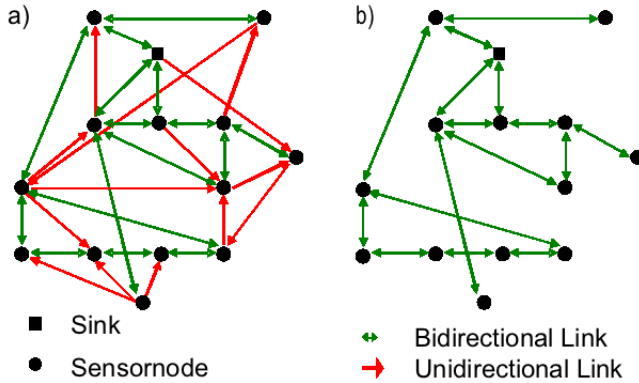 a)
b)
Sink
Sensornode
Bidirectional Link
Unidirectional Link